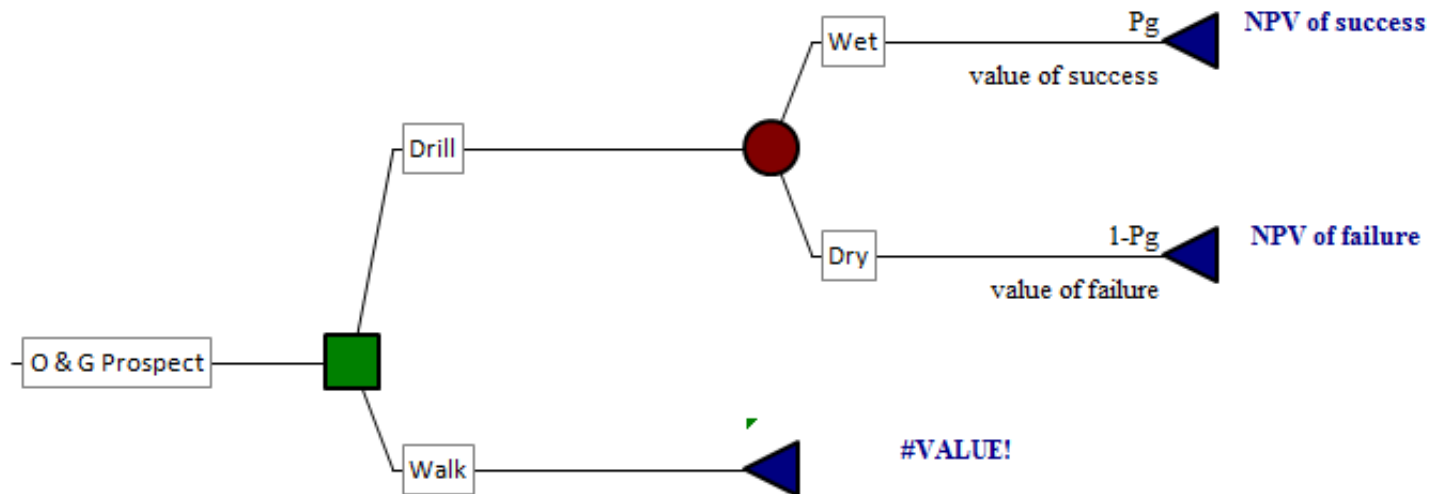 Wet
Pg
NPV of success
value of success
Drill
Dry
1-Pg
NPV of failure
value of failure
O & G Prospect
Walk
#VALUE!